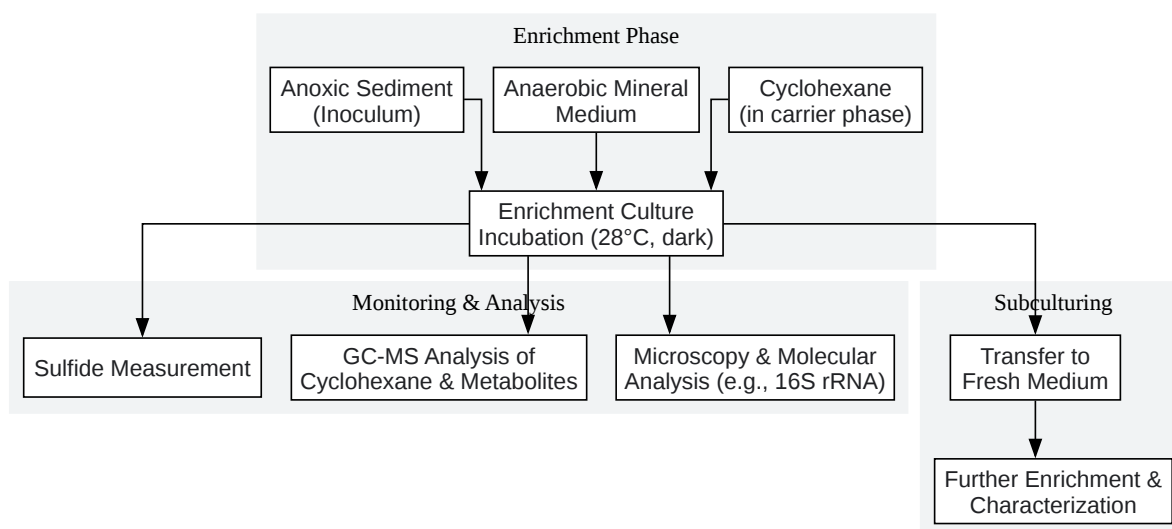 Enrichment Phase
Anoxic Sediment
(Inoculum)
Anaerobic Mineral
Medium
Cyclohexane
(in carrier phase)
Enrichment Culture
Incubation (28°C, dark)
Monitoring & Analysis
Sulfide Measurement
GC-MS Analysis of
Cyclohexane & Metabolites
Microscopy & Molecular
Analysis (e.g., 16S rRNA)
Subculturing
Transfer to
Fresh Medium
Further Enrichment &
Characterization